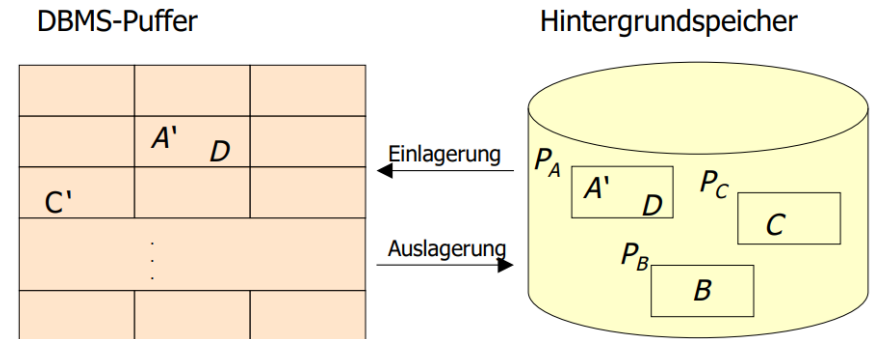 DBMS-Puffer
Hintergrundspeicher
A'
D
C'
.
.
.
Einlagerung
Auslagerung
P_A
A'
D
P_C
C
P_B
B